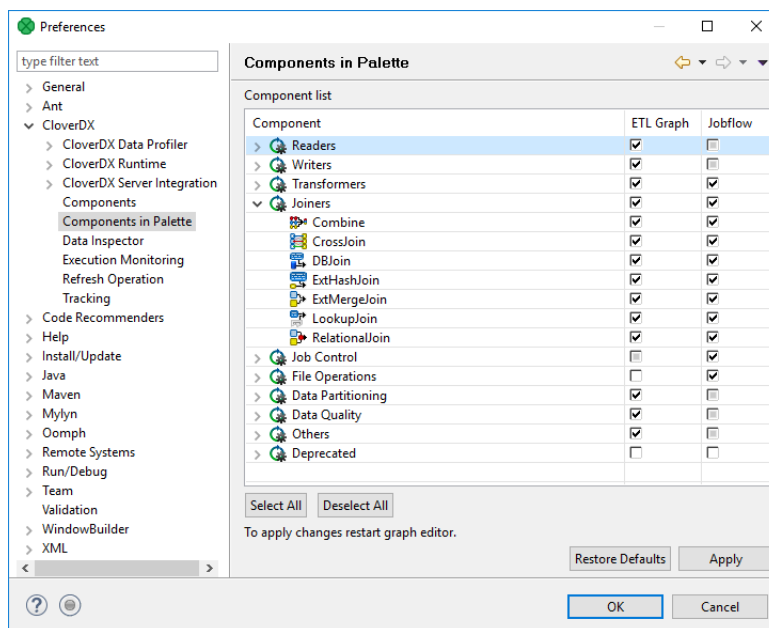 Preferences
type filter text
General
Ant
CloverDX
CloverDX Data Profiler
CloverDX Runtime
CloverDX Server Integration
Components
Components in Palette
Data Inspector
Execution Monitoring
Refresh Operation
Tracking
Code Recommenders
Help
Install/Update
Java
Maven
Mylyn
Oomph
Remote Systems
Run/Debug
Team
Validation
WindowBuilder
XML
Components in Palette
Component list
Component ETL Graph Jobflow
Readers
Writers
Transformers
Joiners
Combine
CrossJoin
DBJoin
ExtHashJoin
ExtMergeJoin
LookupJoin
RelationalJoin
Job Control
File Operations
Data Partitioning
Data Quality
Others
Deprecated
Select All Deselect All
To apply changes restart graph editor.
Restore Defaults Apply
OK Cancel